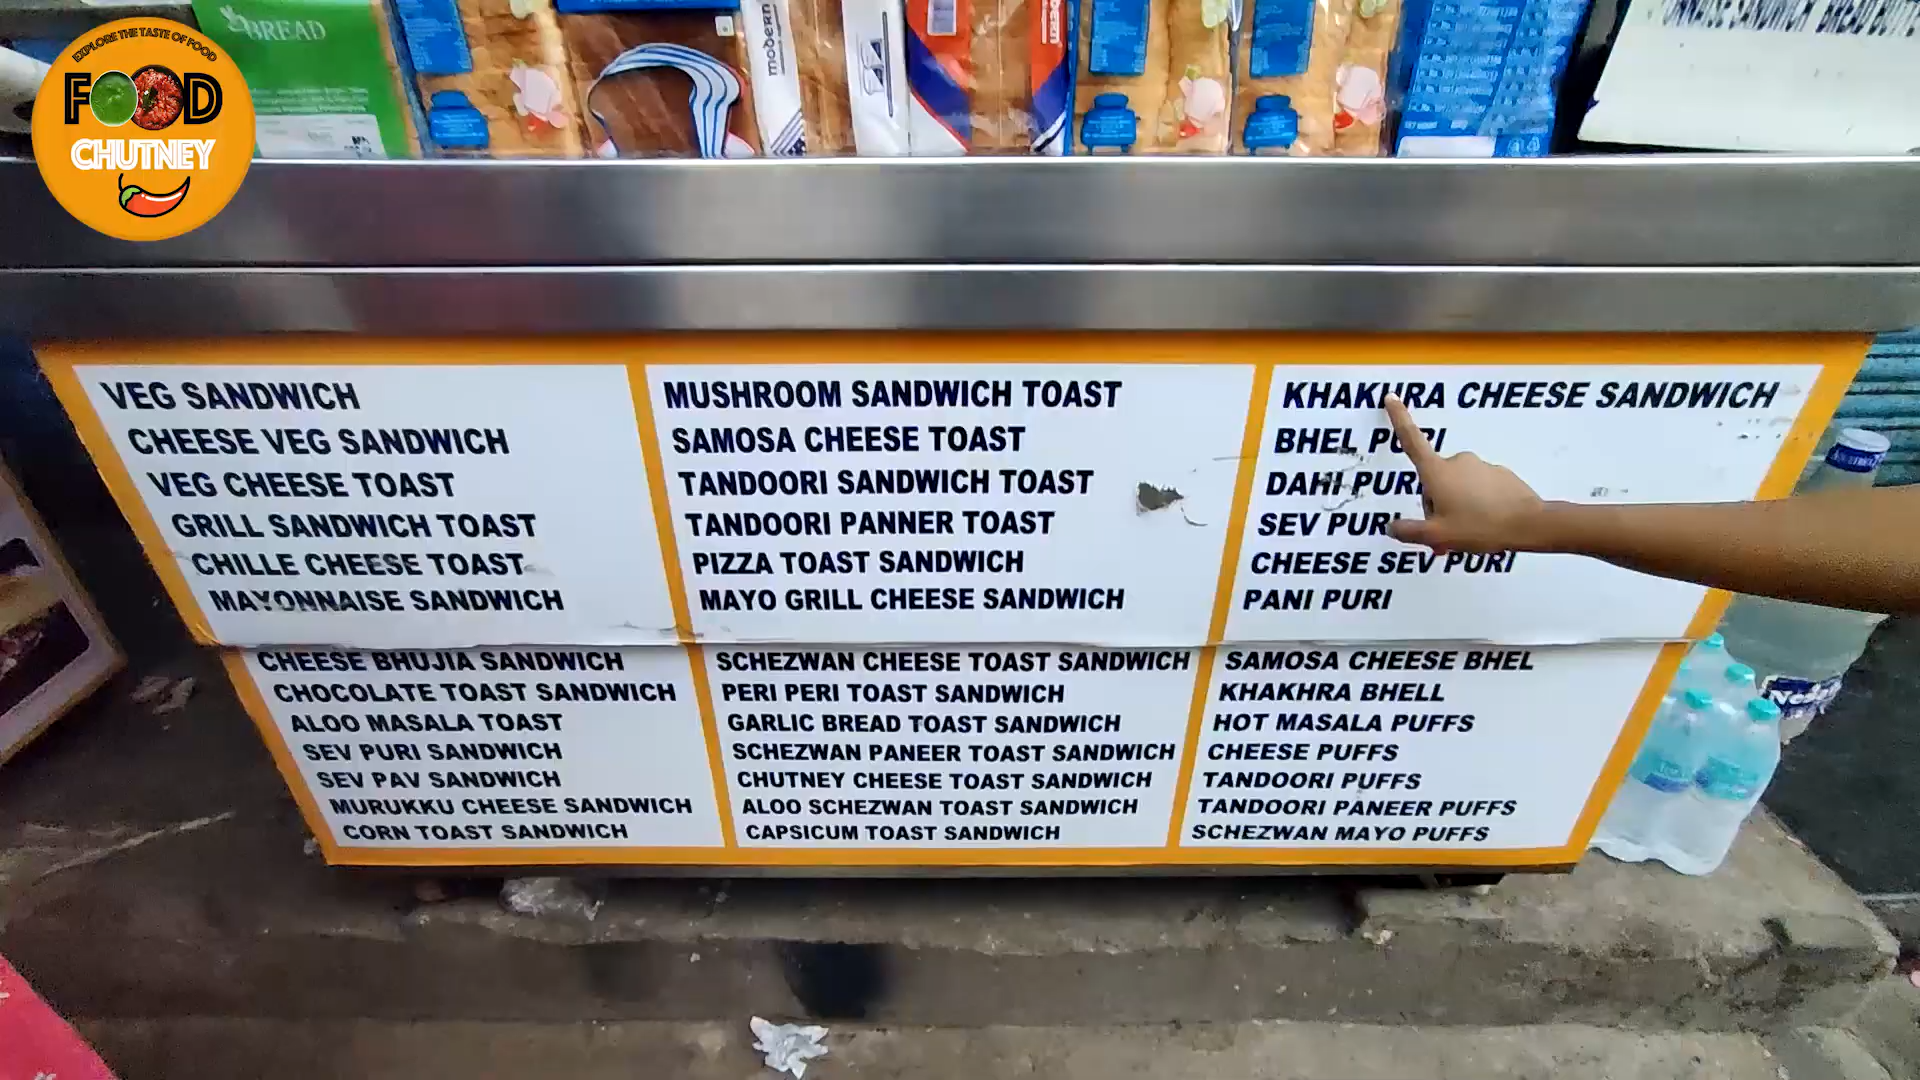 EXPLORE THE TASTE OF FOOD
FOOD
CHUTNEY
BREAD
modern
VEG SANDWICH
CHEESE VEG SANDWICH
VEG CHEESE TOAST
GRILL SANDWICH TOAST
CHILLE CHEESE TOAST
MAYONNAISE SANDWICH
CHEESE BHUJIA SANDWICH
CHOCOLATE TOAST SANDWICH
ALOO MASALA TOAST
SEV PURI SANDWICH
SEV PAV SANDWICH
MURUKKU CHEESE SANDWICH
CORN TOAST SANDWICH
MUSHROOM SANDWICH TOAST
SAMOSA CHEESE TOAST
TANDOORI SANDWICH TOAST
TANDOORI PANNER TOAST
PIZZA TOAST SANDWICH
MAYO GRILL CHEESE SANDWICH
SCHEZWAN CHEESE TOAST SANDWICH
PERI PERI TOAST SANDWICH
GARLIC BREAD TOAST SANDWICH
SCHEZWAN PANEER TOAST SANDWICH
CHUTNEY CHEESE TOAST SANDWICH
ALOO SCHEZWAN TOAST SANDWICH
CAPSICUM TOAST SANDWICH
KHAKHRA CHEESE SANDWICH
BHEL PURI
DAHI PURI
SEV PURI
CHEESE SEV PURI
PANI PURI
SAMOSA CHEESE BHEL
KHAKHRA BHELL
HOT MASALA PUFFS
CHEESE PUFFS
TANDOORI PUFFS
TANDOORI PANEER PUFFS
SCHEZWAN MAYO PUFFS